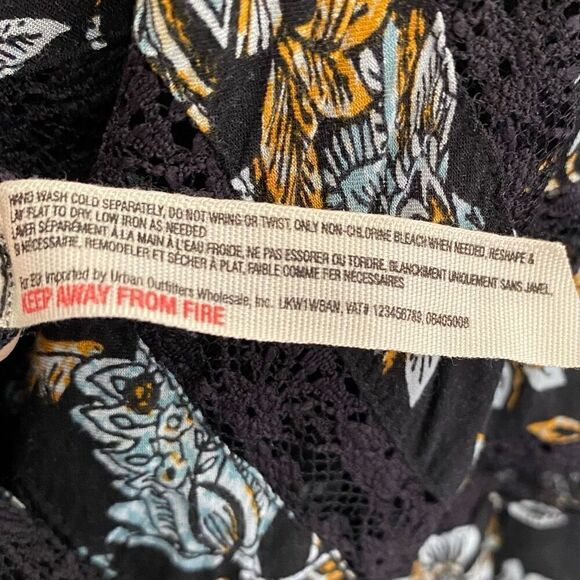 HAND WASH COLD SEPARATELY, DO NOT WRING OR TWIST, ONLY NON-CHLORINE BLEACH WHEN NEEDED, RESHAPE &
LAY FLAT TO DRY, LOW IRON AS NEEDED
LAVER SÉPARÉMENT À LA MAIN À L'EAU FROIDE, NE PAS ESSORER OU TORDRE, BLANCHIMENT UNIQUEMENT SANS JAVEL,
SI NÉCESSAIRE, REMODELER ET SÉCHER À PLAT, FAIBLE COMME FER NÉCESSAIRES
For EU: Imported by Urban Outfitters Wholesale, Inc. UKW1W8AN, VAT# 123456789, 08405008
KEEP AWAY FROM FIRE